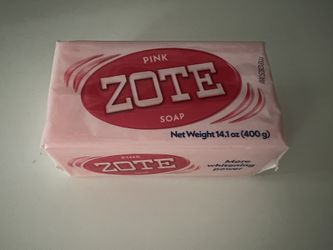 PINK
ZOTE
SOAP
Net Weight 14.1 oz (400 g)
ZOTE
More
whitening
power